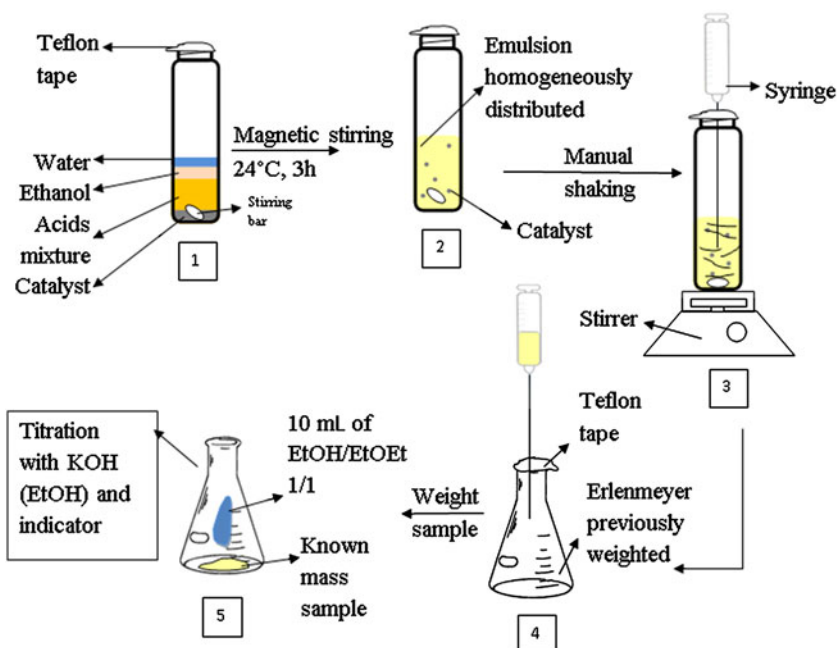 Teflon
tape
Water
Ethanol
Acids
mixture
Catalyst
Stirring
bar
1
Magnetic stirring
24°C, 3h
Emulsion
homogeneously
distributed
Catalyst
2
Manual
shaking
Syringe
Stirrer
3
Teflon
tape
Erlenmeyer
previously
weighted
4
Weight
sample
10 mL of
EtOH/EtOEt
1/1
Known
mass
sample
5
Titration
with KOH
(EtOH) and
indicator